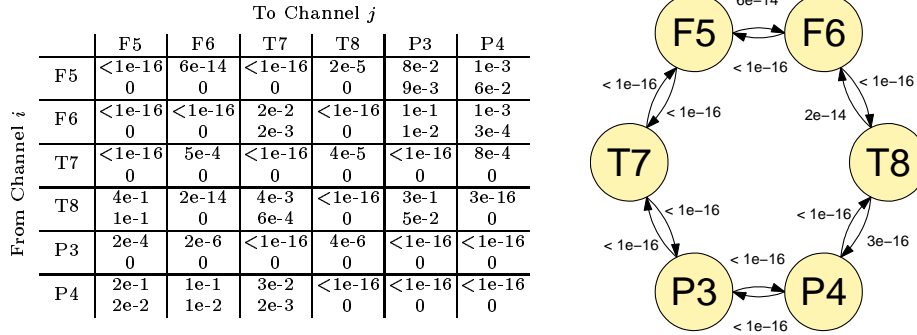 To Channel j
From Channel i
F5 F6 T7 T8 P3 P4
F5 <1e-16 6e-14 <1e-16 2e-5 8e-2 1e-3
0 0 0 0 9e-3 6e-2
F6 <1e-16 <1e-16 2e-2 <1e-16 1e-1 1e-3
0 0 2e-3 0 1e-2 3e-4
T7 <1e-16 5e-4 <1e-16 4e-5 <1e-16 8e-4
0 0 0 0 0 0
T8 4e-1 2e-14 4e-3 <1e-16 3e-1 3e-16
1e-1 0 6e-4 0 5e-2 0
P3 2e-4 2e-6 <1e-16 4e-6 <1e-16 <1e-16
0 0 0 0 0 0
P4 2e-1 1e-1 3e-2 <1e-16 <1e-16 <1e-16
2e-2 1e-2 2e-3 0 0 0
6e-14
F5 F6
< 1e-16
< 1e-16 < 1e-16
< 1e-16 2e-14
T7 T8
< 1e-16 < 1e-16
< 1e-16 3e-16
< 1e-16
P3 P4
< 1e-16